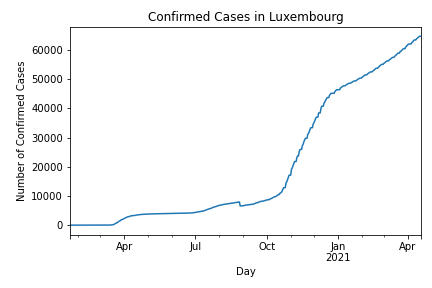 Confirmed Cases in Luxembourg
Number of Confirmed Cases
60000
50000
40000
30000
20000
10000
0
Apr Jul Oct Jan Apr
2021
Day